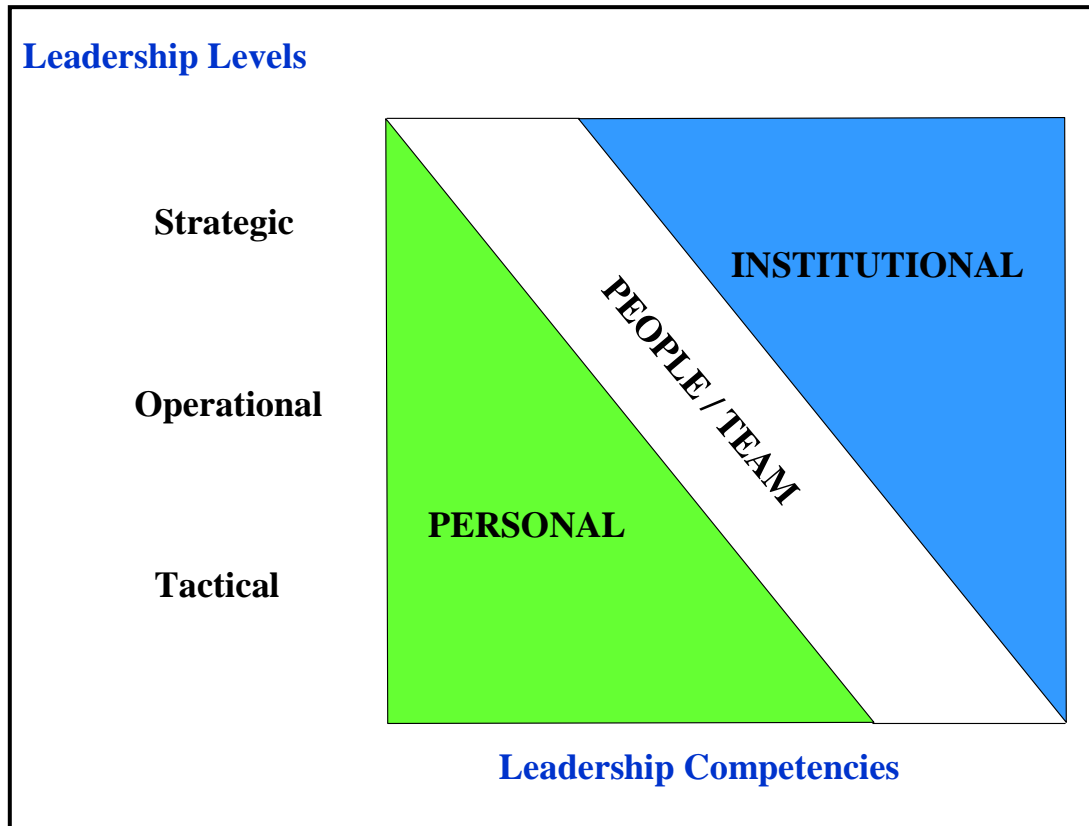 Leadership Levels
Strategic
INSTITUTIONAL
PEOPLE / TEAM
Operational
PERSONAL
Tactical
Leadership Competencies